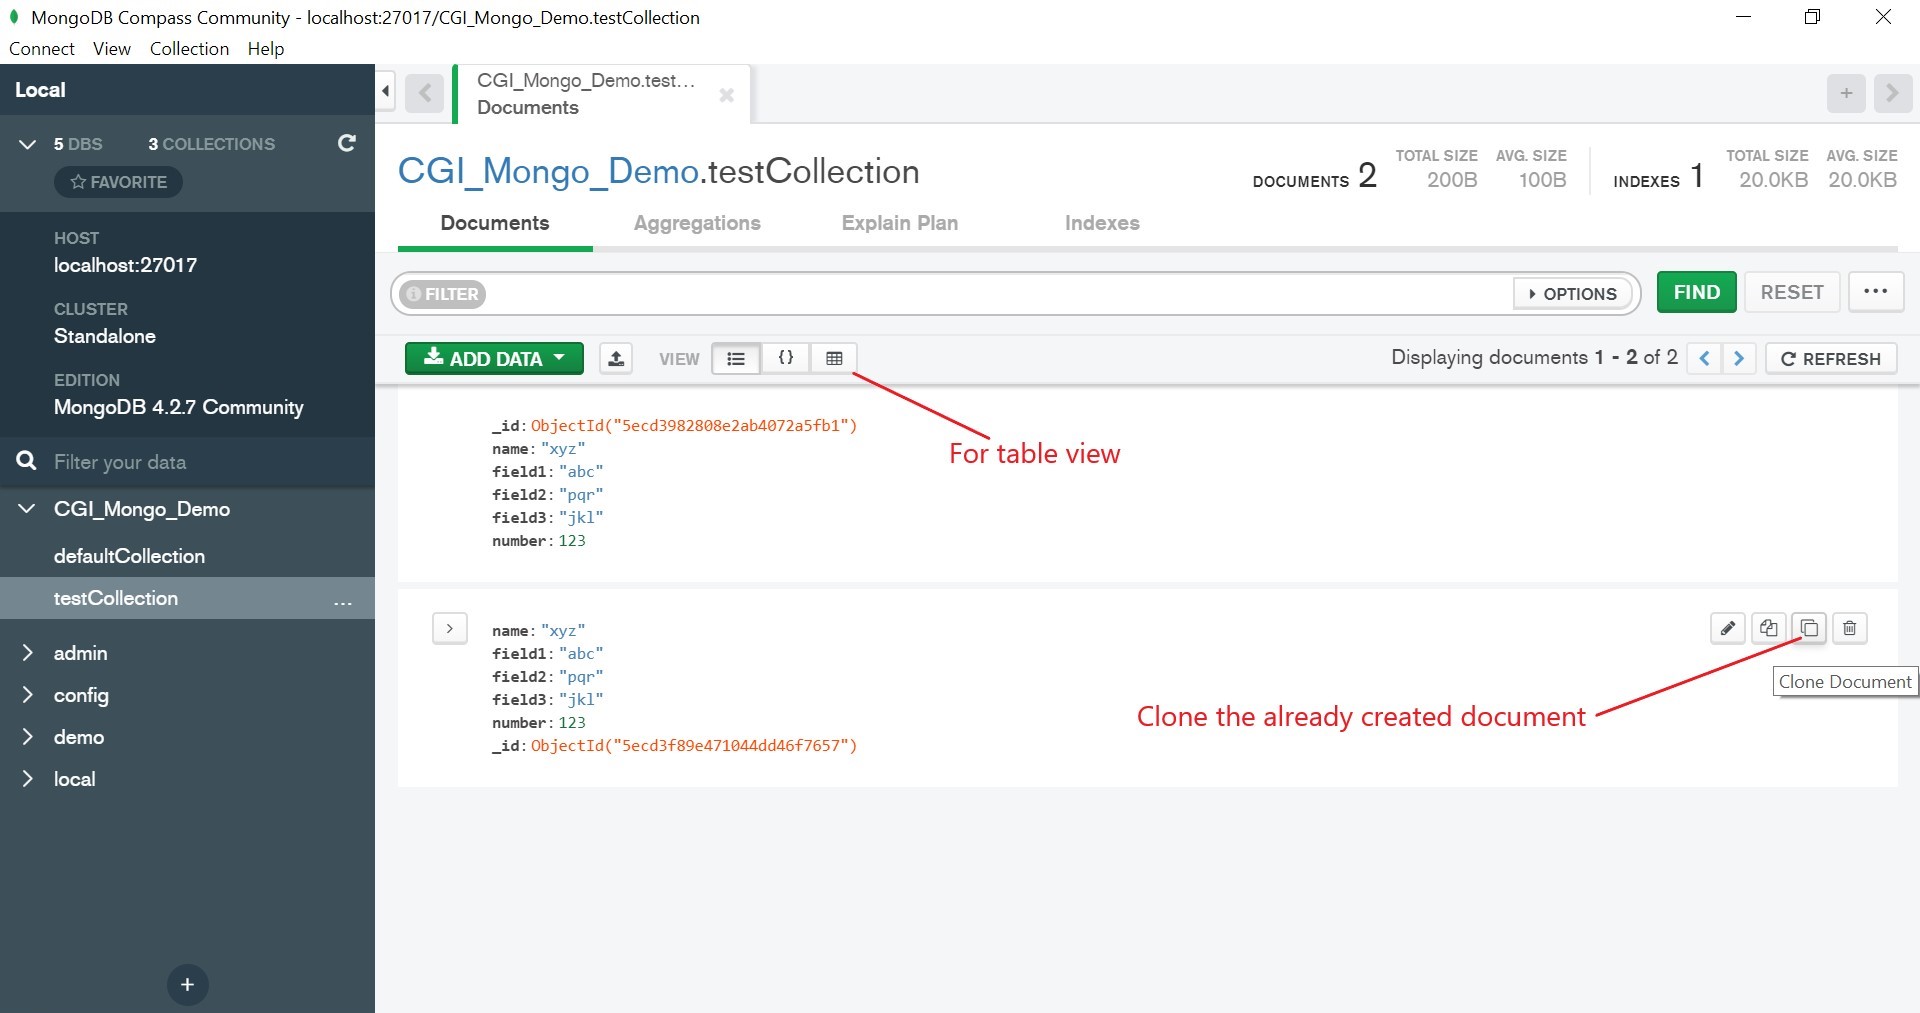 MongoDB Compass Community - localhost:27017/CGI_Mongo_Demo.testCollection
Connect View Collection Help
Local
5 DBS 3 COLLECTIONS
FAVORITE
HOST
localhost:27017
CLUSTER
Standalone
EDITION
MongoDB 4.2.7 Community
Filter your data
CGI_Mongo_Demo
defaultCollection
testCollection ...
admin
config
demo
local
+
CGI_Mongo_Demo.test...
Documents
CGI_Mongo_Demo.testCollection
DOCUMENTS 2 TOTAL SIZE 200B AVG. SIZE 100B INDEXES 1 TOTAL SIZE 20.0KB AVG. SIZE 20.0KB
Documents Aggregations Explain Plan Indexes
FILTER OPTIONS FIND RESET ...
ADD DATA VIEW {} Displaying documents 1 - 2 of 2 REFRESH
_id: ObjectId("5ecd3982808e2ab4072a5fb1")
name: "xyz"
field1: "abc"
field2: "pqr"
field3: "jkl"
number: 123
For table view
name: "xyz"
field1: "abc"
field2: "pqr"
field3: "jkl"
number: 123
_id: ObjectId("5ecd3f89e471044dd46f7657")
Clone Document
Clone the already created document